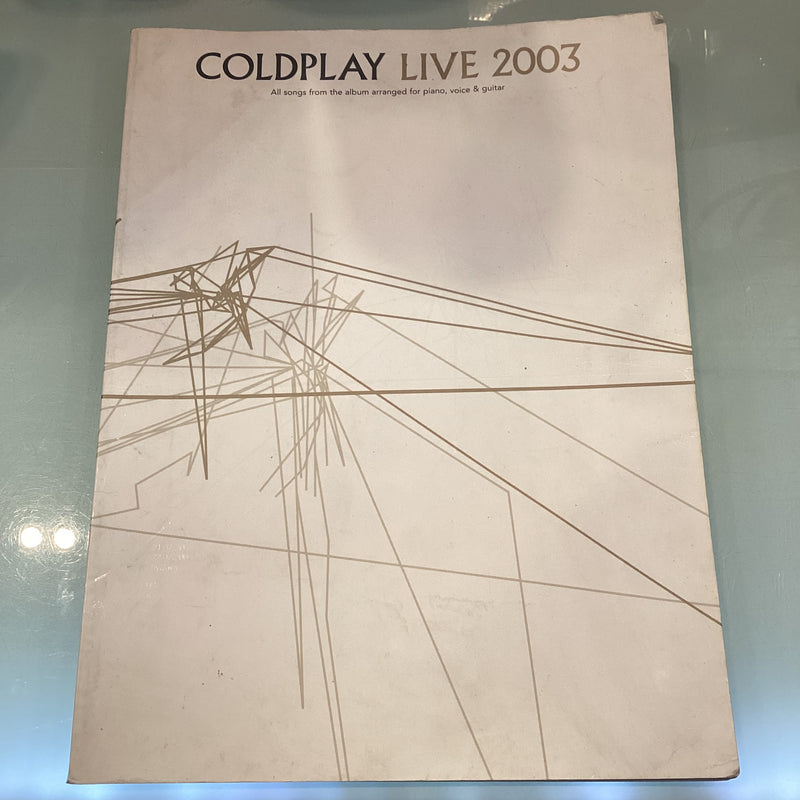 COLDPLAY LIVE 2003
All songs from the album arranged for piano, voice & guitar